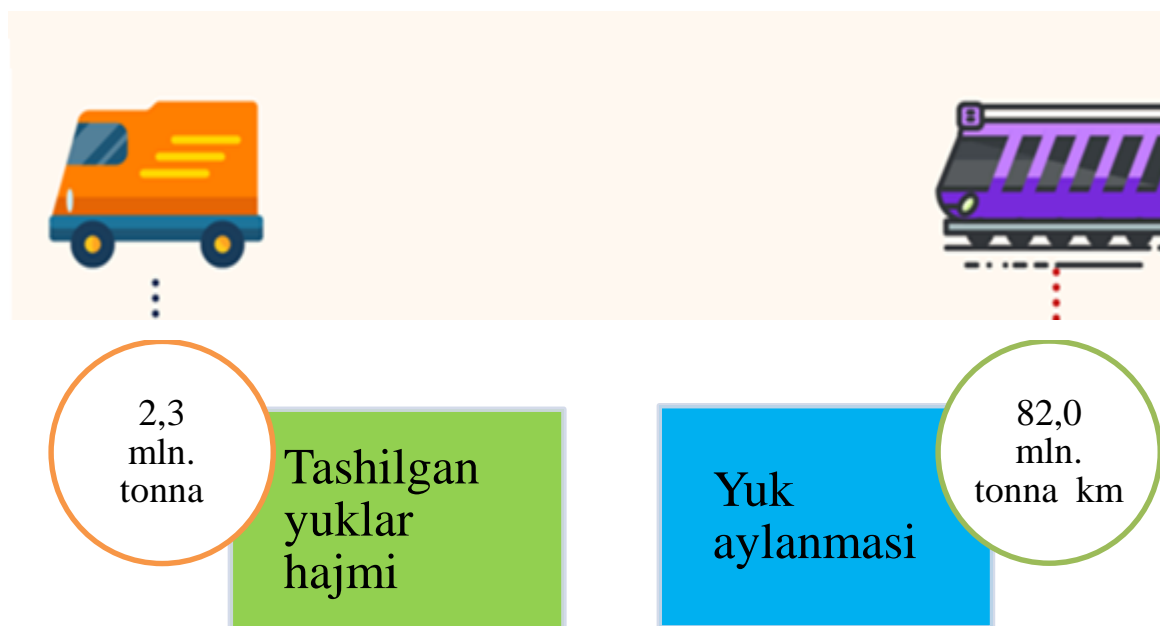 2,3
mln.
tonna
Tashilgan
yuklar
hajmi
Yuk
aylanmasi
82,0
mln.
tonna km